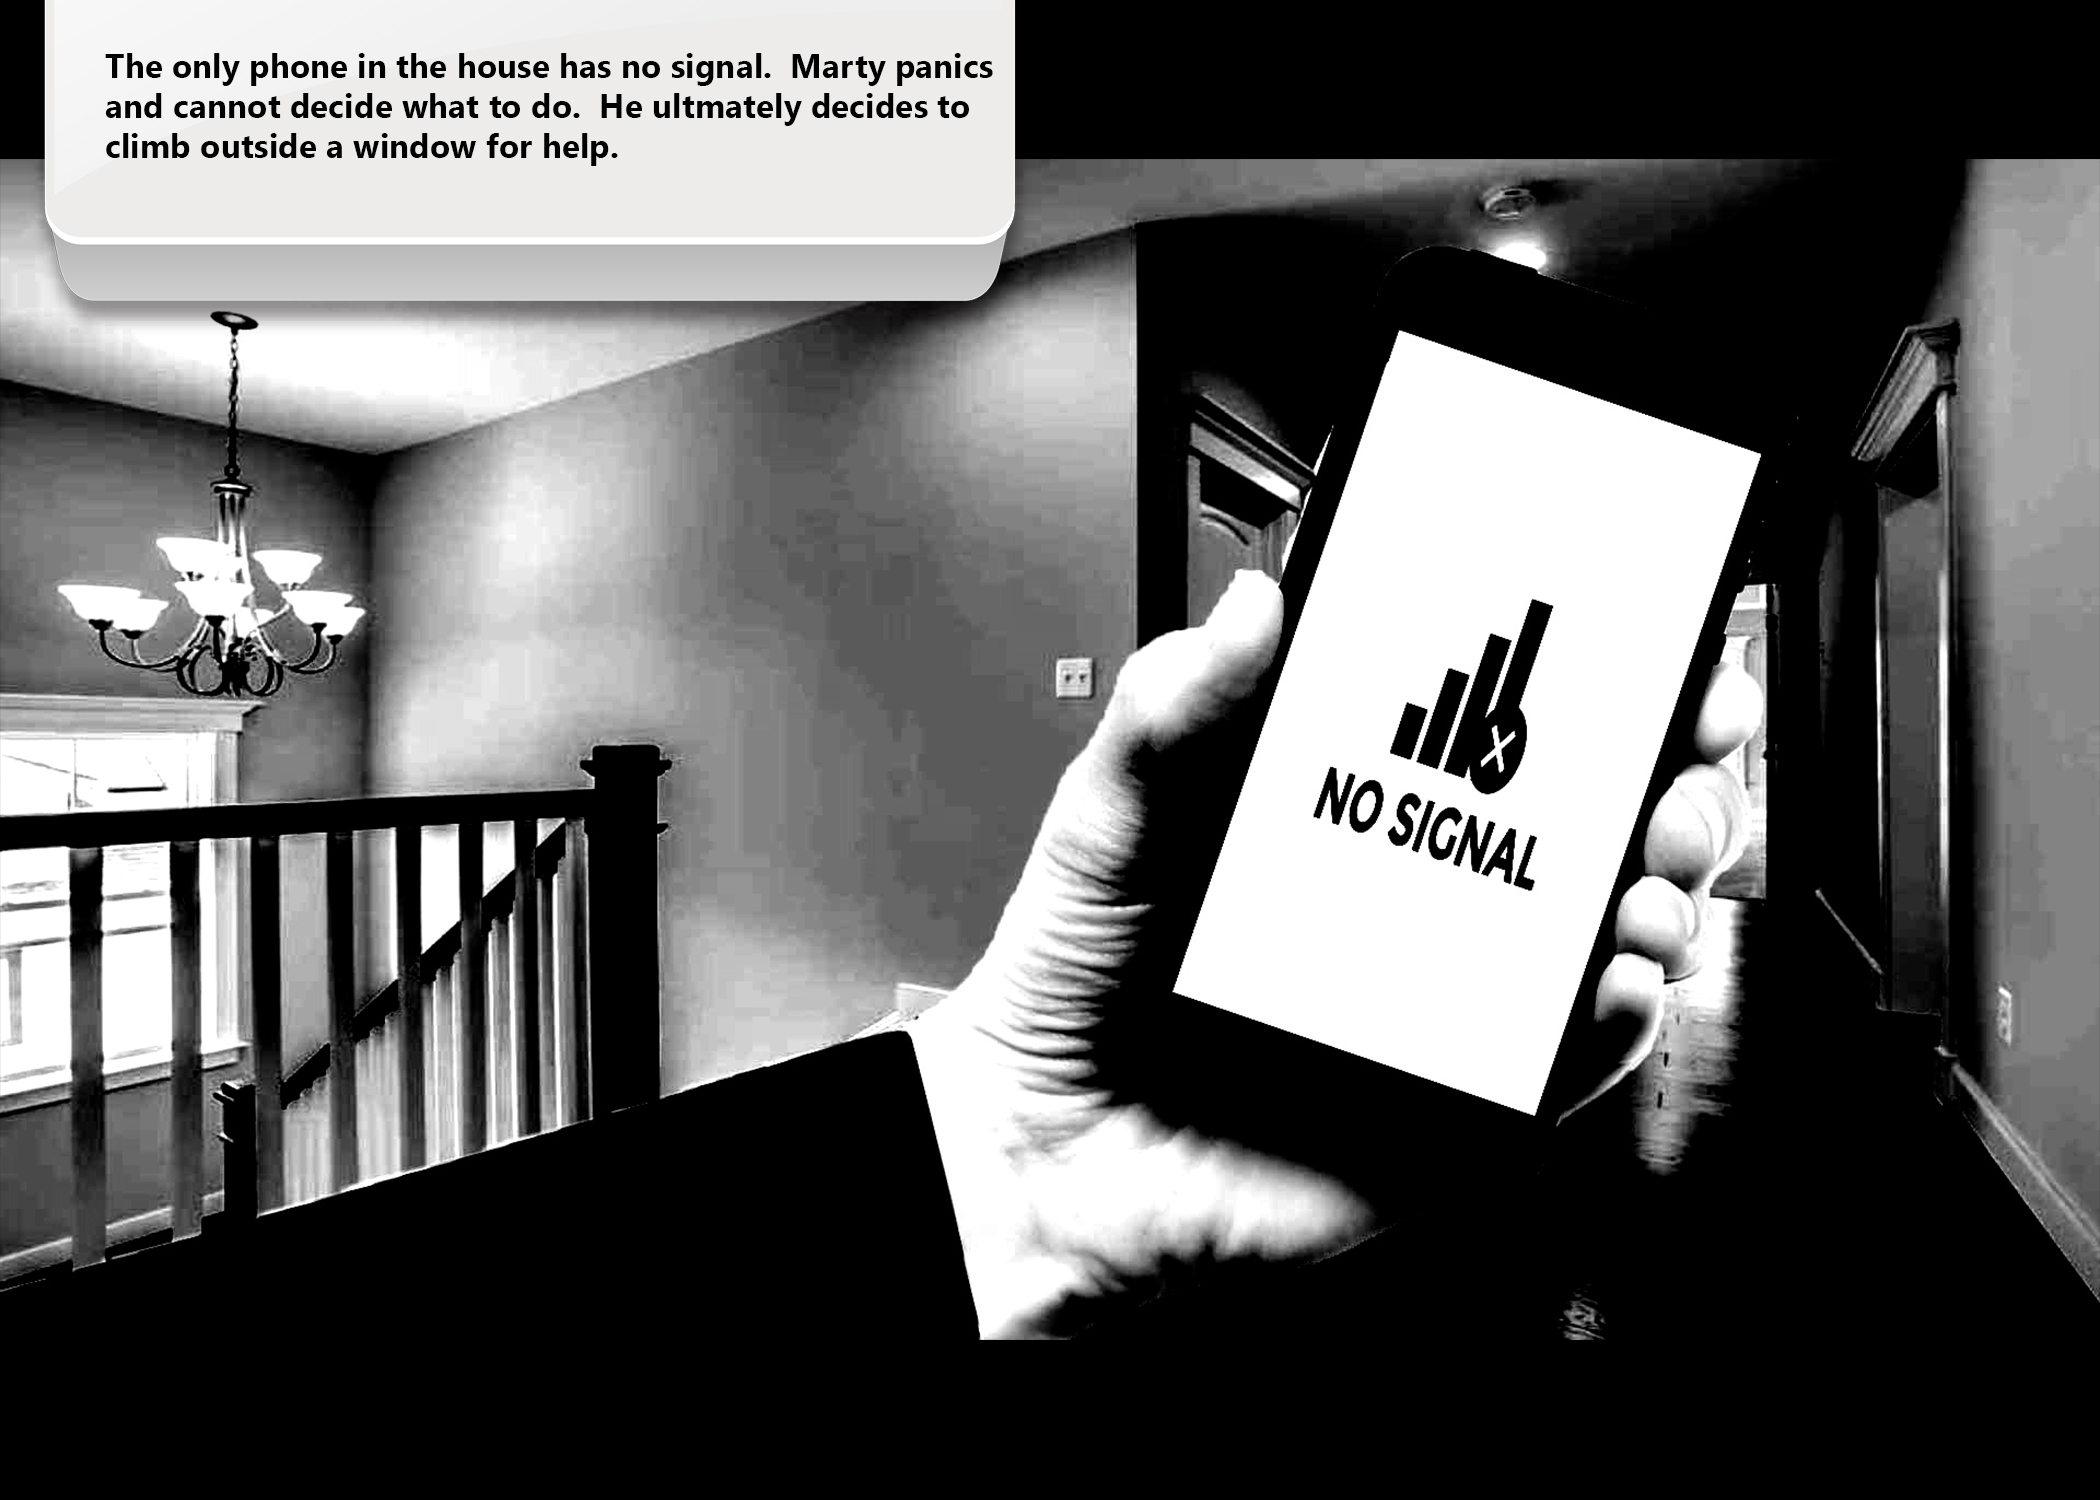 The only phone in the house has no signal.  Marty panics
and cannot decide what to do.  He ultmately decides to
climb outside a window for help.
X
NO SIGNAL